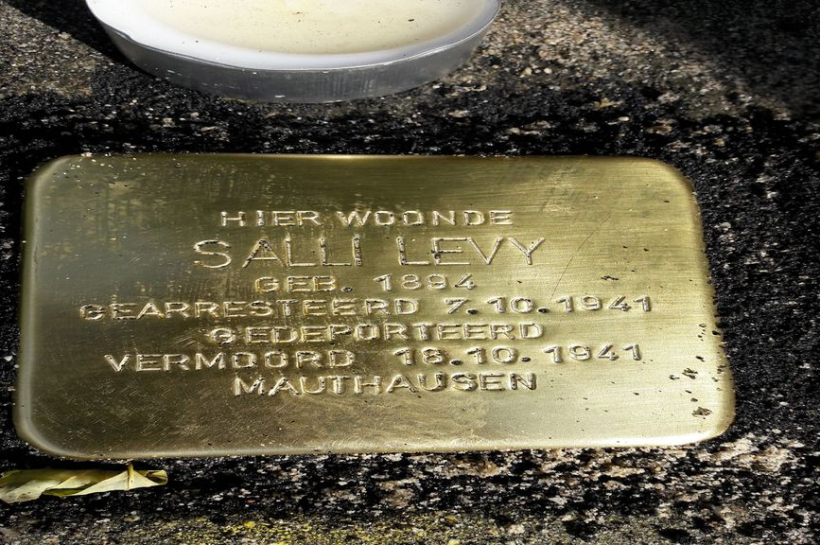 HIER WOONDE
SALLI LEVY
GEB. 1894
GEARRESTEERD 7.10.1941
GEDEPORTEERD
VERMOORD 18.10.1941
MAUTHAUSEN